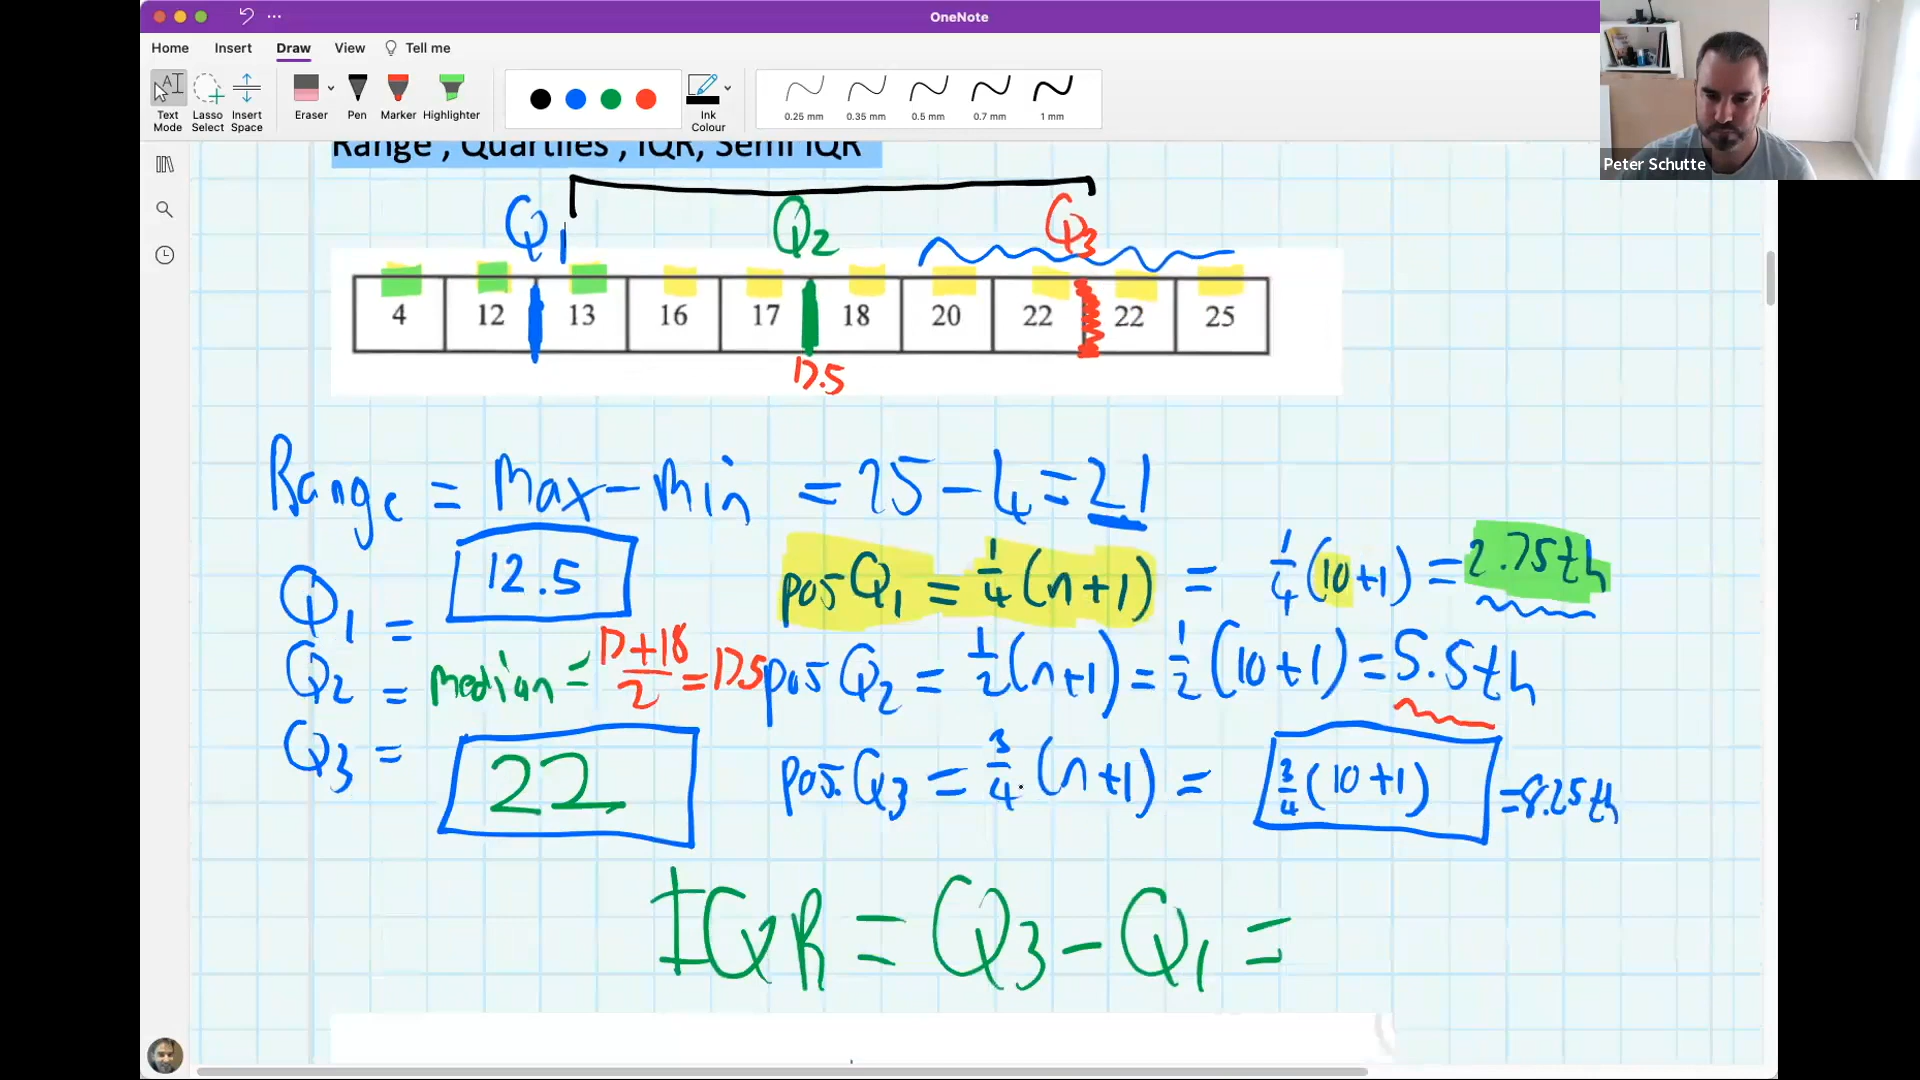 OneNote
Home Insert Draw View Tell me
Text Mode Lasso Select Insert Space Eraser Pen Marker Highlighter Ink Colour 0.25 mm 0.35 mm 0.5 mm 0.7 mm 1 mm
Peter Schutte
Range , Quartiles , IQR, Semi IQR
Q1 Q2 Q3
4 12 13 16 17 18 20 22 22 25
17.5
Range = Max - Min = 25 - 4 = 21
Q1 = 12.5 pos Q1 = 1/4 (n+1) = 1/4 (10+1) = 2.75th
Q2 = median = 17+18/2 = 17.5 pos Q2 = 1/2 (n+1) = 1/2 (10+1) = 5.5th
Q3 = 22 pos. Q3 = 3/4 (n+1) = 3/4 (10+1) = 8.25th
IQR = Q3 - Q1 =